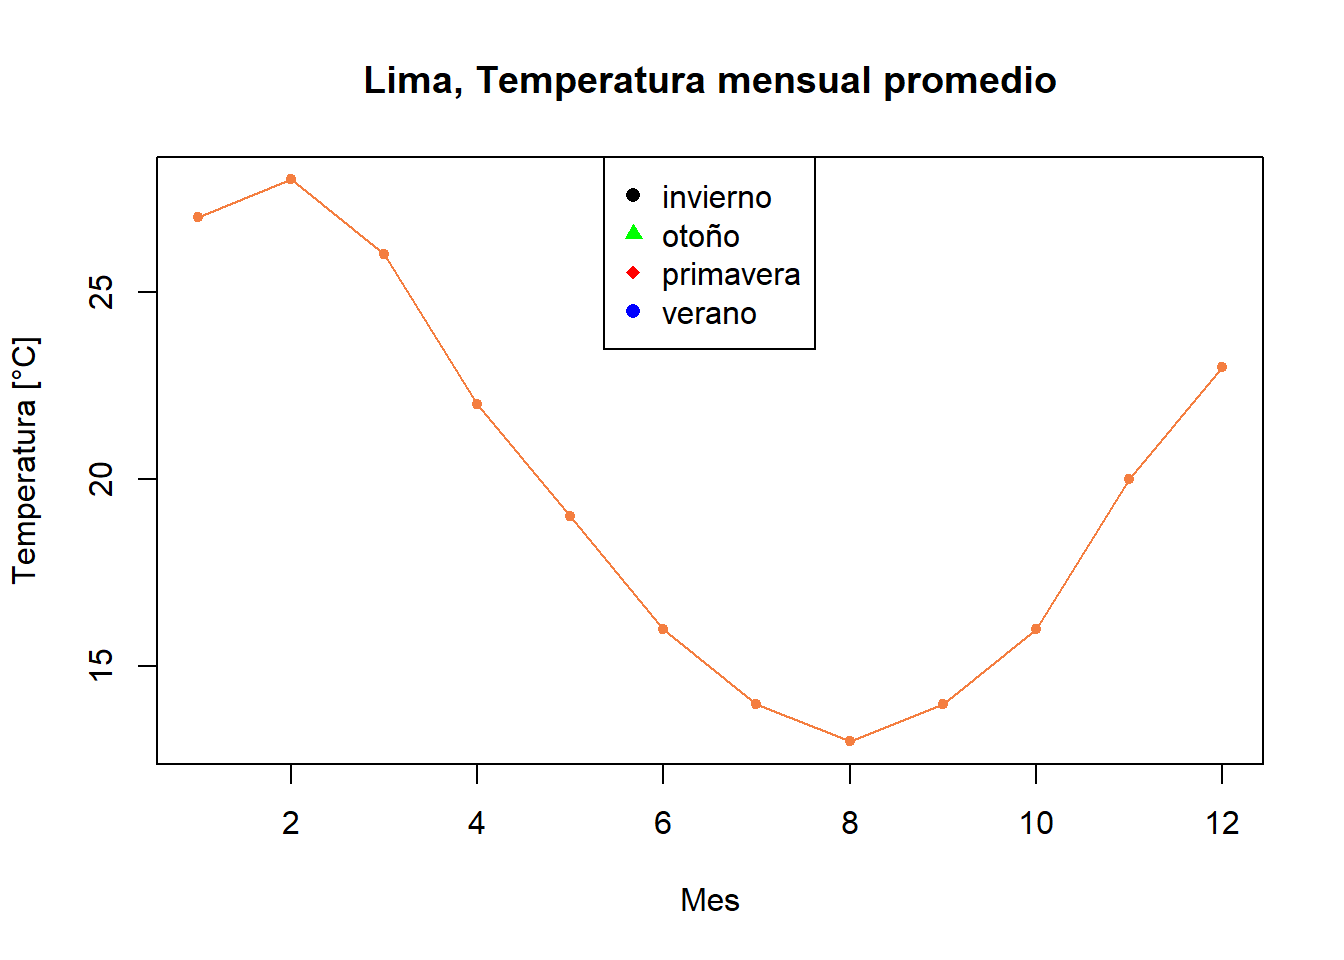 Lima, Temperatura mensual promedio
invierno
otoño
primavera
verano
25
20
15
Temperatura [°C]
2 4 6 8 10 12
Mes